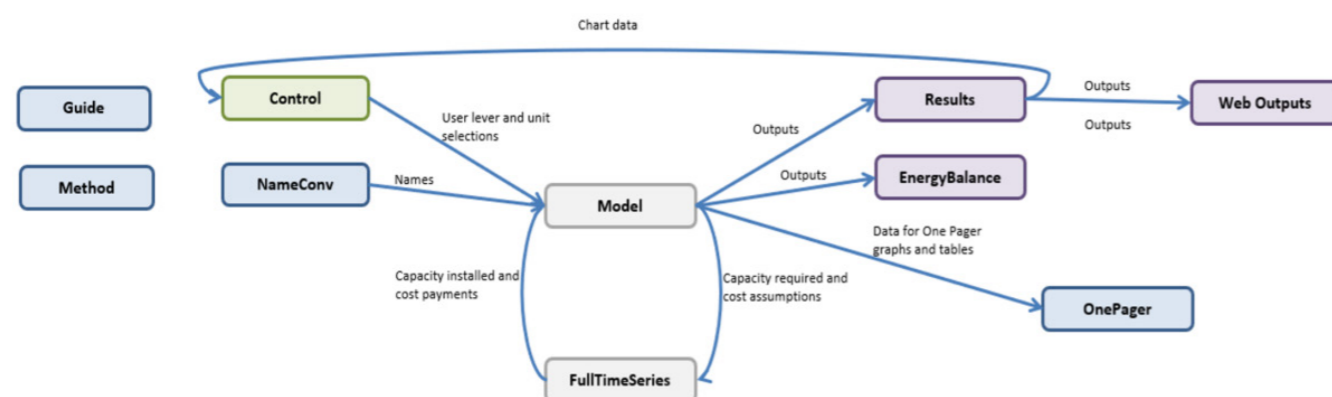 Chart data
Guide
Control
Results
Outputs
Web Outputs
Outputs
User lever and unit
selections
Outputs
Method
NameConv
Names
Outputs
EnergyBalance
Model
Data for One Pager
graphs and tables
Capacity installed and
cost payments
Capacity required and
cost assumptions
OnePager
FullTimeSeries